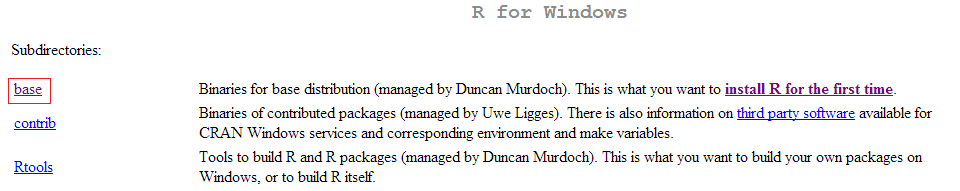 R for Windows
Subdirectories:
base Binaries for base distribution (managed by Duncan Murdoch). This is what you want to install R for the first time.
contrib Binaries of contributed packages (managed by Uwe Ligges). There is also information on third party software available for
CRAN Windows services and corresponding environment and make variables.
Rtools Tools to build R and R packages (managed by Duncan Murdoch). This is what you want to build your own packages on
Windows, or to build R itself.